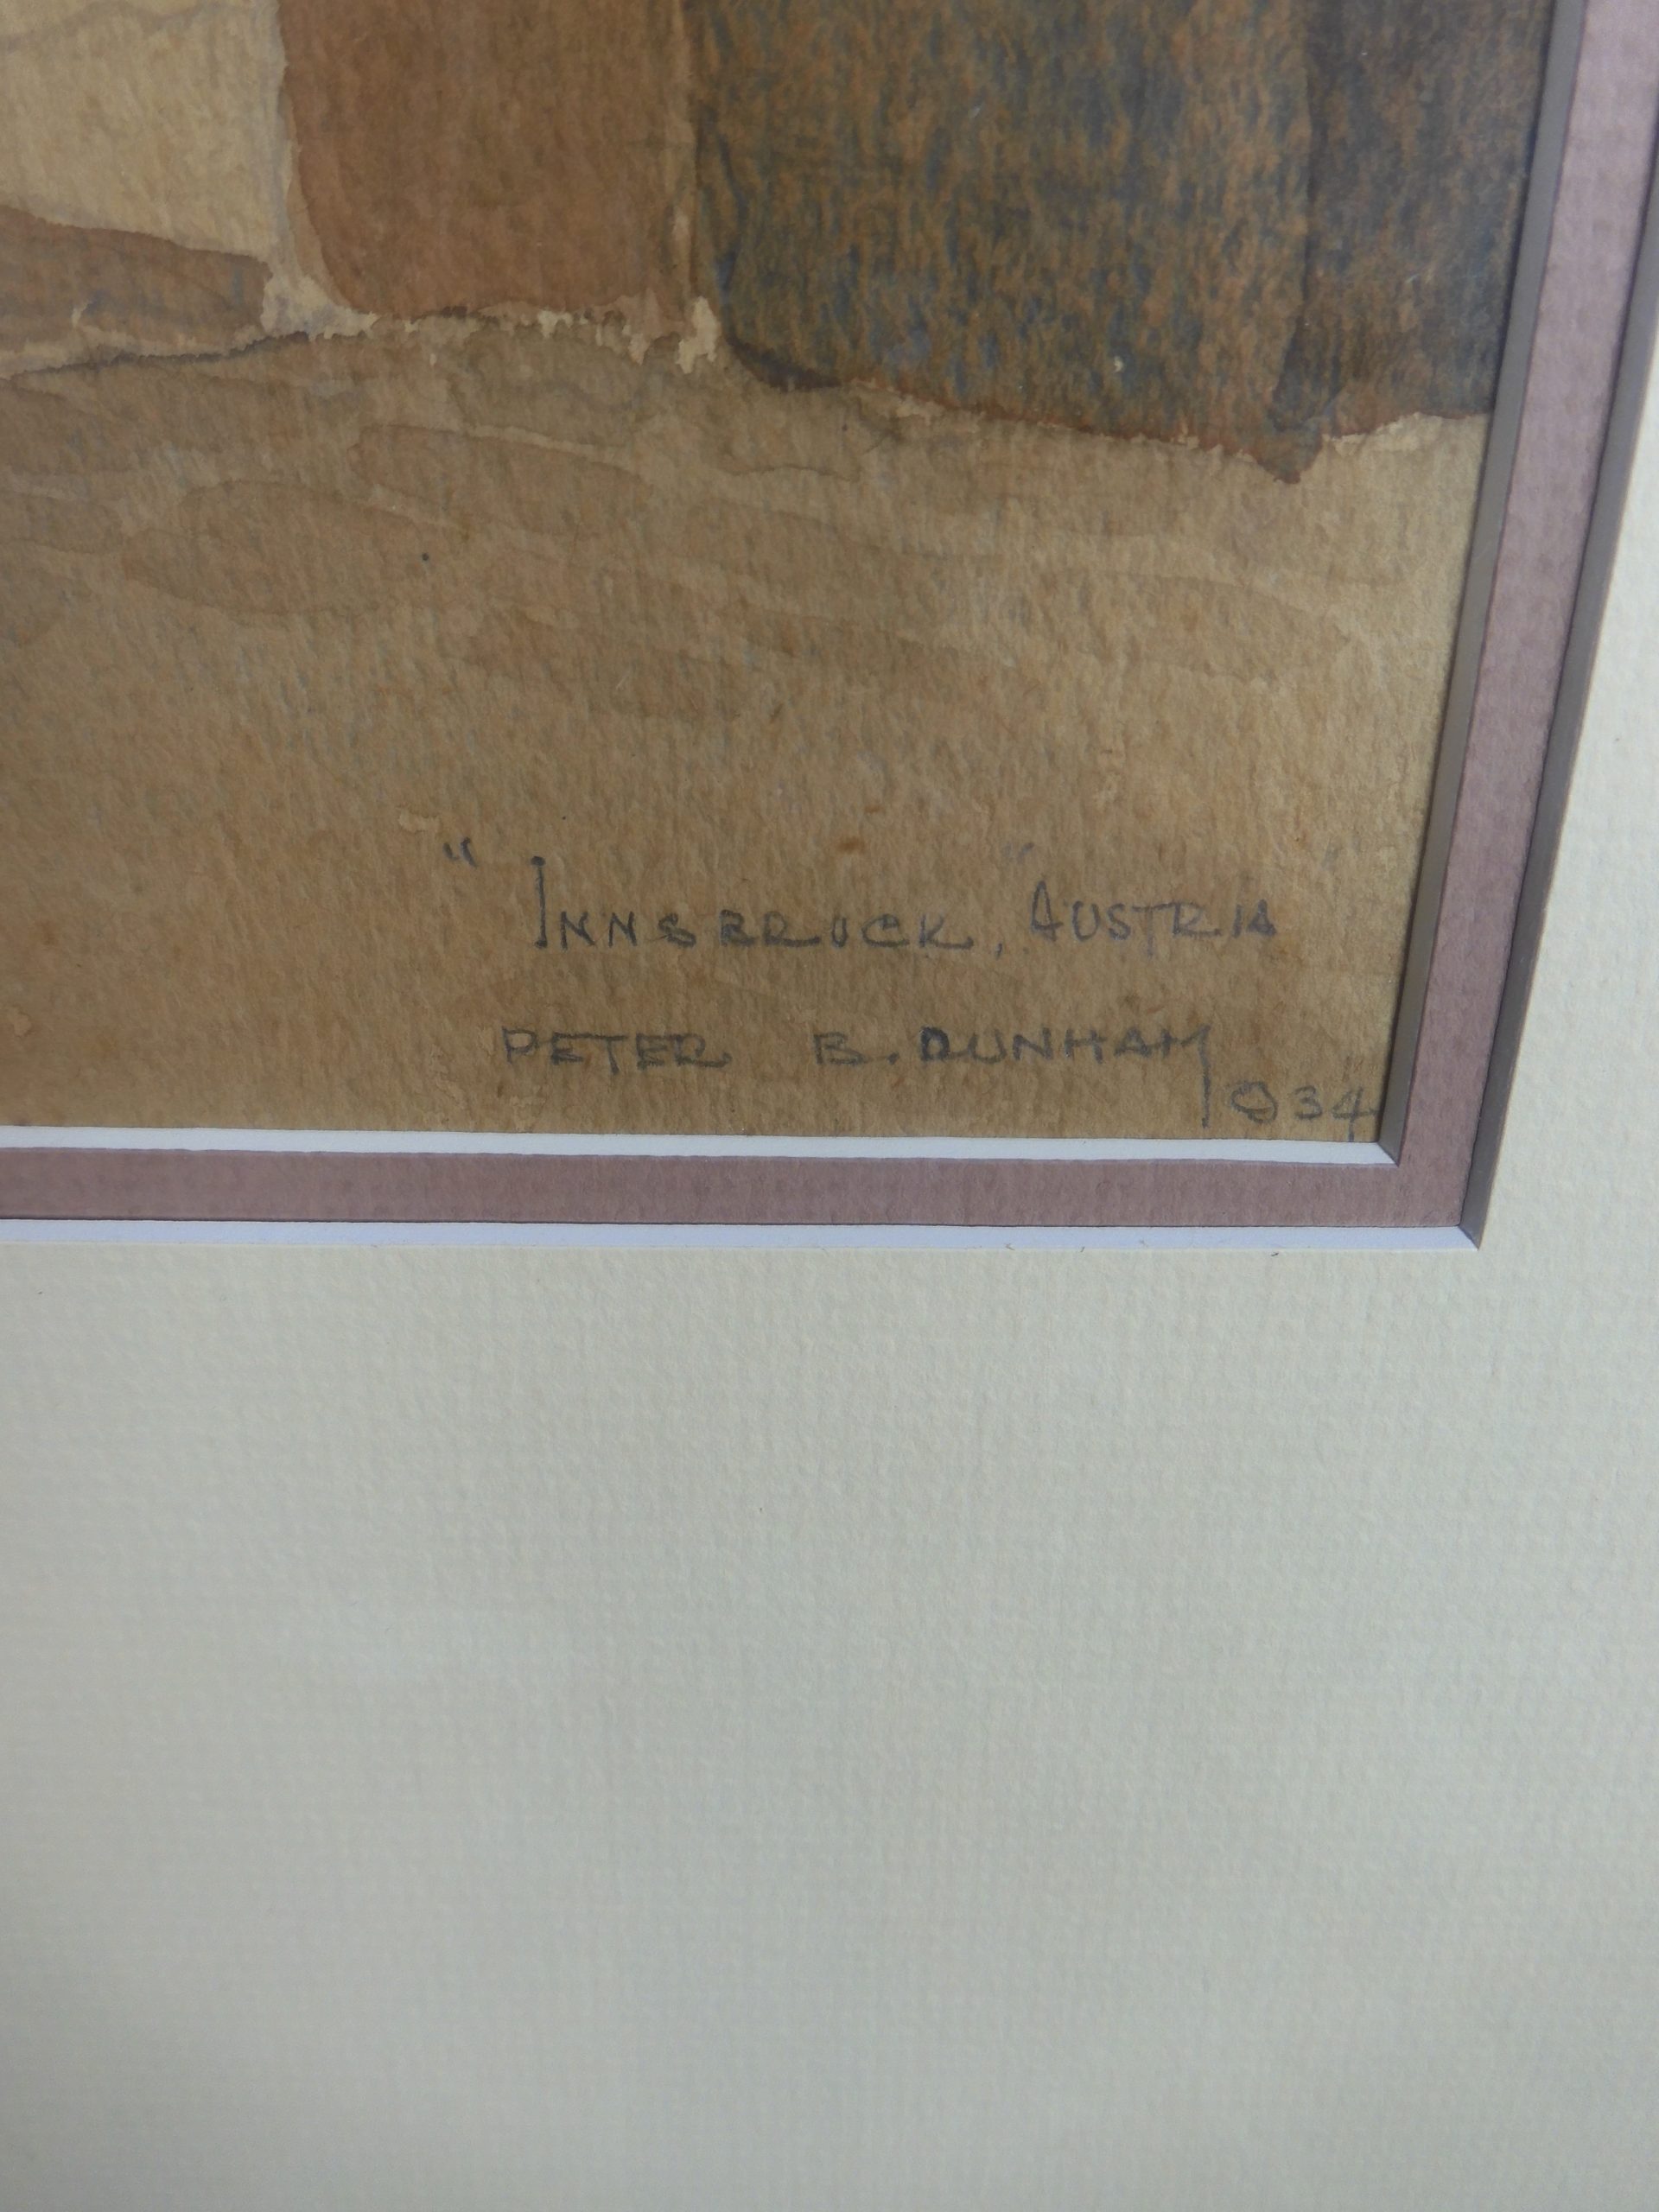 " INNSBRUCK, " AUSTRIA "
PETER B. DUNHAM
1934